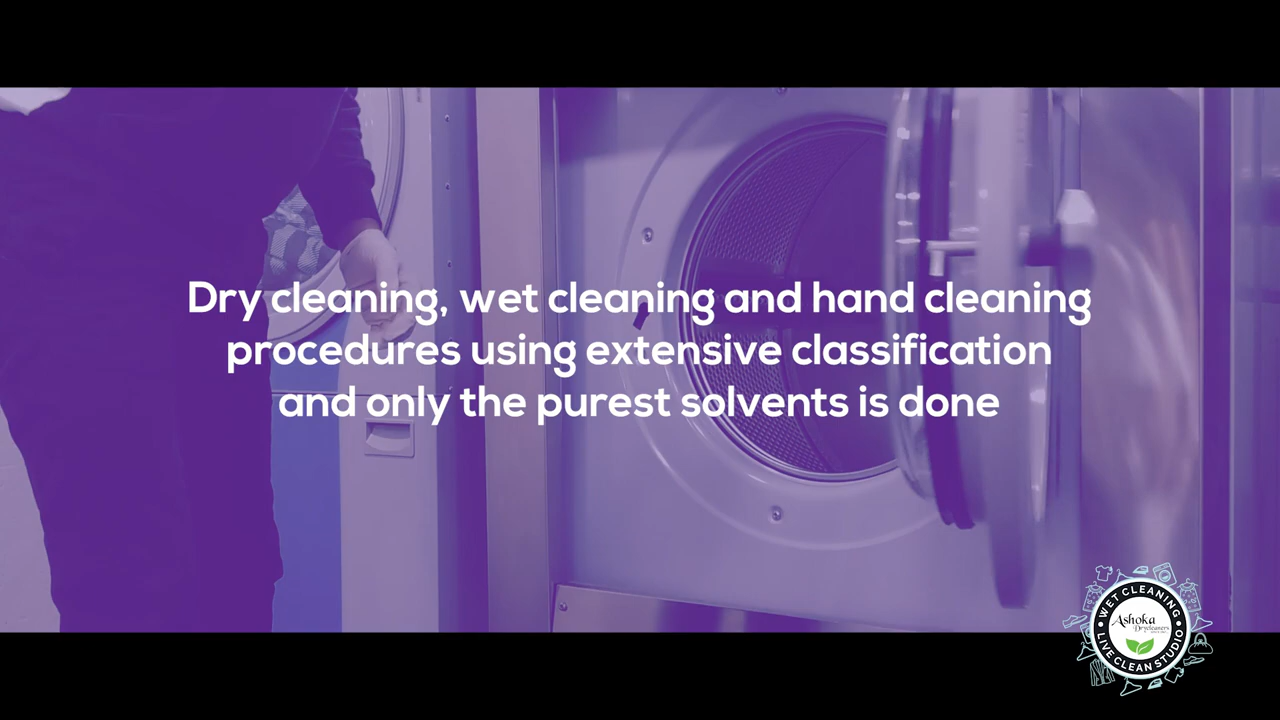 Dry cleaning, wet cleaning and hand cleaning
procedures using extensive classification
and only the purest solvents is done
WET CLEANING
Ashoka
Drycleaners
LIVE CLEAN STUDIO